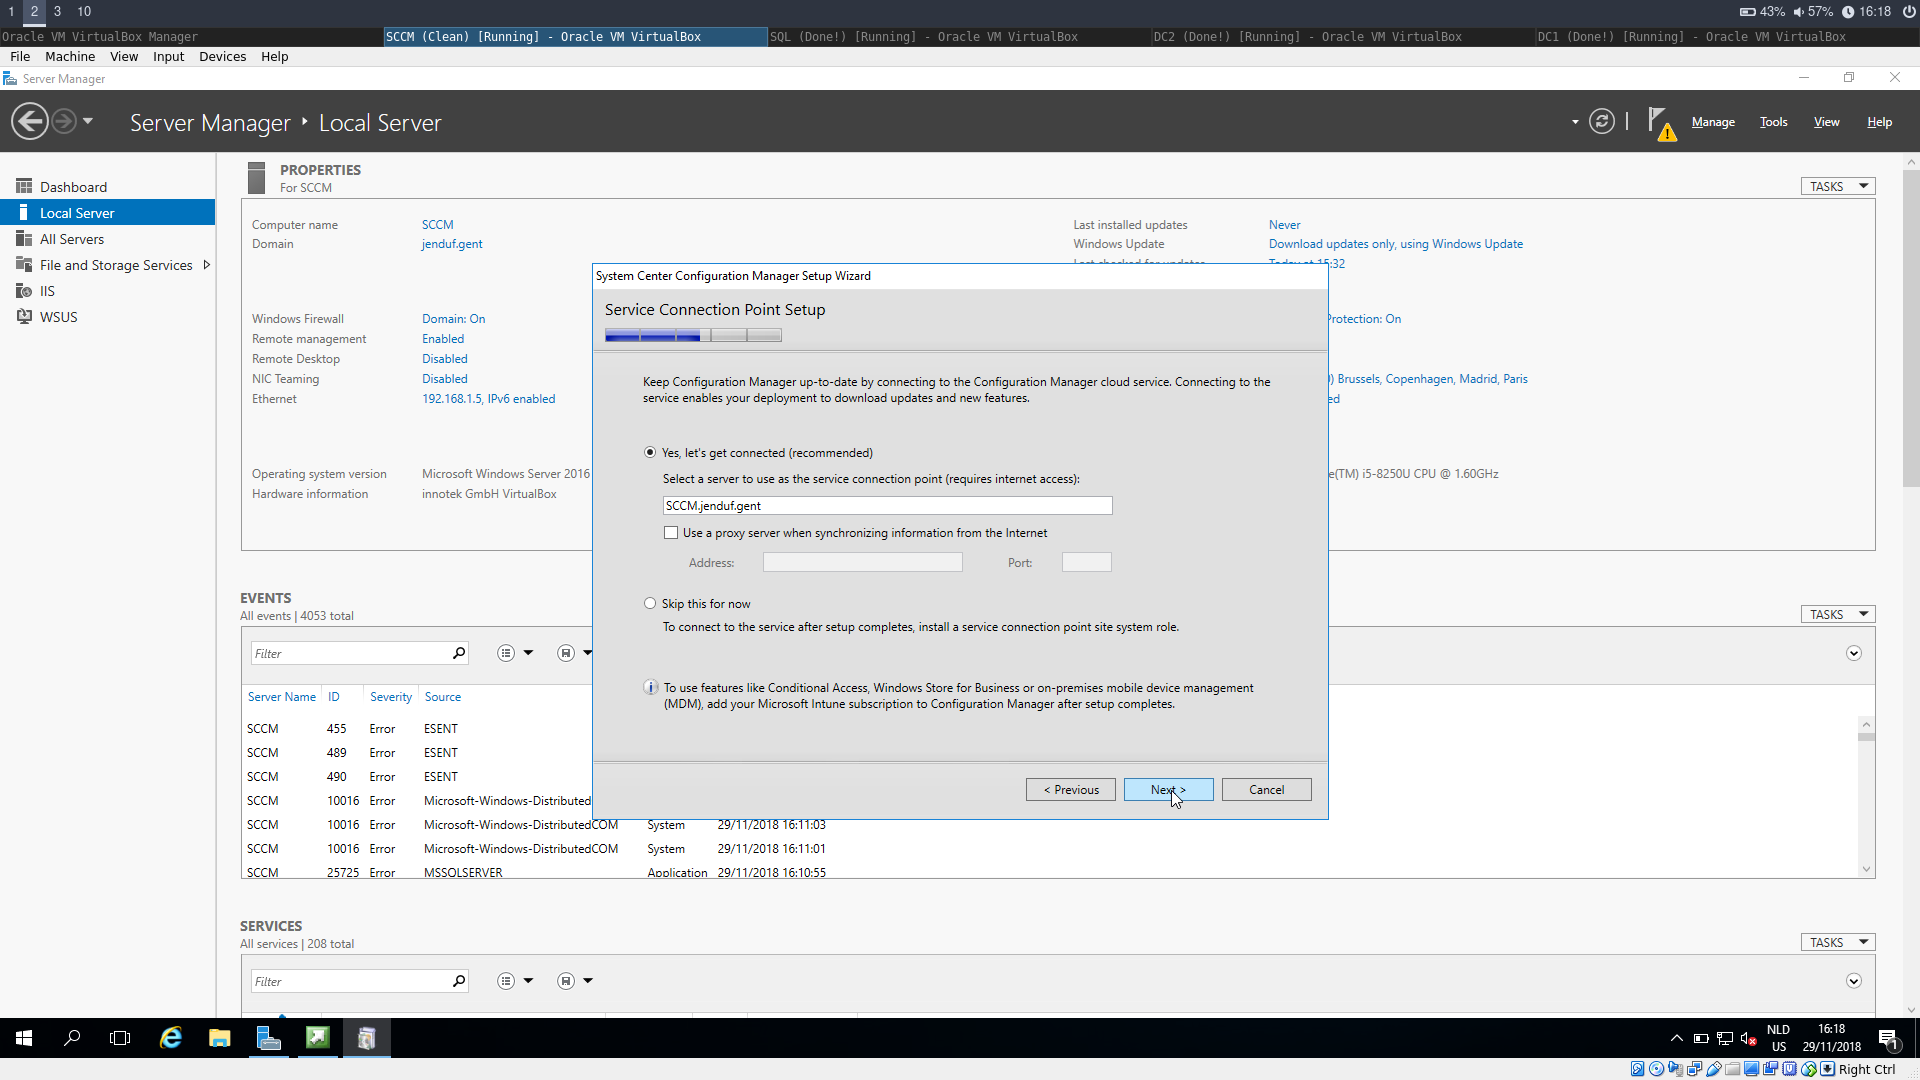 1 2 3 10
43% 57% 16:18
Oracle VM VirtualBox Manager
SCCM (Clean) [Running] - Oracle VM VirtualBox
SQL (Done!) [Running] - Oracle VM VirtualBox
DC2 (Done!) [Running] - Oracle VM VirtualBox
DC1 (Done!) [Running] - Oracle VM VirtualBox
File Machine View Input Devices Help
Server Manager
Server Manager • Local Server
Manage Tools View Help
Dashboard
Local Server
All Servers
File and Storage Services
IIS
WSUS
PROPERTIES
For SCCM
TASKS
Computer name SCCM
Domain jenduf.gent
Last installed updates Never
Windows Update Download updates only, using Windows Update
Last checked for updates Today at 15:32
Windows Firewall Domain: On
Remote management Enabled
Remote Desktop Disabled
NIC Teaming Disabled
Ethernet 192.168.1.5, IPv6 enabled
Protection: On
) Brussels, Copenhagen, Madrid, Paris
ed
Operating system version Microsoft Windows Server 2016
Hardware information innotek GmbH VirtualBox
e(TM) i5-8250U CPU @ 1.60GHz
System Center Configuration Manager Setup Wizard
Service Connection Point Setup
Keep Configuration Manager up-to-date by connecting to the Configuration Manager cloud service. Connecting to the
service enables your deployment to download updates and new features.
Yes, let's get connected (recommended)
Select a server to use as the service connection point (requires internet access):
SCCM.jenduf.gent
Use a proxy server when synchronizing information from the Internet
Address: Port:
Skip this for now
To connect to the service after setup completes, install a service connection point site system role.
To use features like Conditional Access, Windows Store for Business or on-premises mobile device management
(MDM), add your Microsoft Intune subscription to Configuration Manager after setup completes.
< Previous Next > Cancel
EVENTS
All events | 4053 total
TASKS
Filter
Server Name ID Severity Source
SCCM 455 Error ESENT
SCCM 489 Error ESENT
SCCM 490 Error ESENT
SCCM 10016 Error Microsoft-Windows-Distributed
SCCM 10016 Error Microsoft-Windows-DistributedCOM System 29/11/2018 16:11:03
SCCM 10016 Error Microsoft-Windows-DistributedCOM System 29/11/2018 16:11:01
SCCM 25725 Error MSSQLSERVER Application 29/11/2018 16:10:55
SERVICES
All services | 208 total
TASKS
Filter
NLD
US
16:18
29/11/2018
1
Right Ctrl